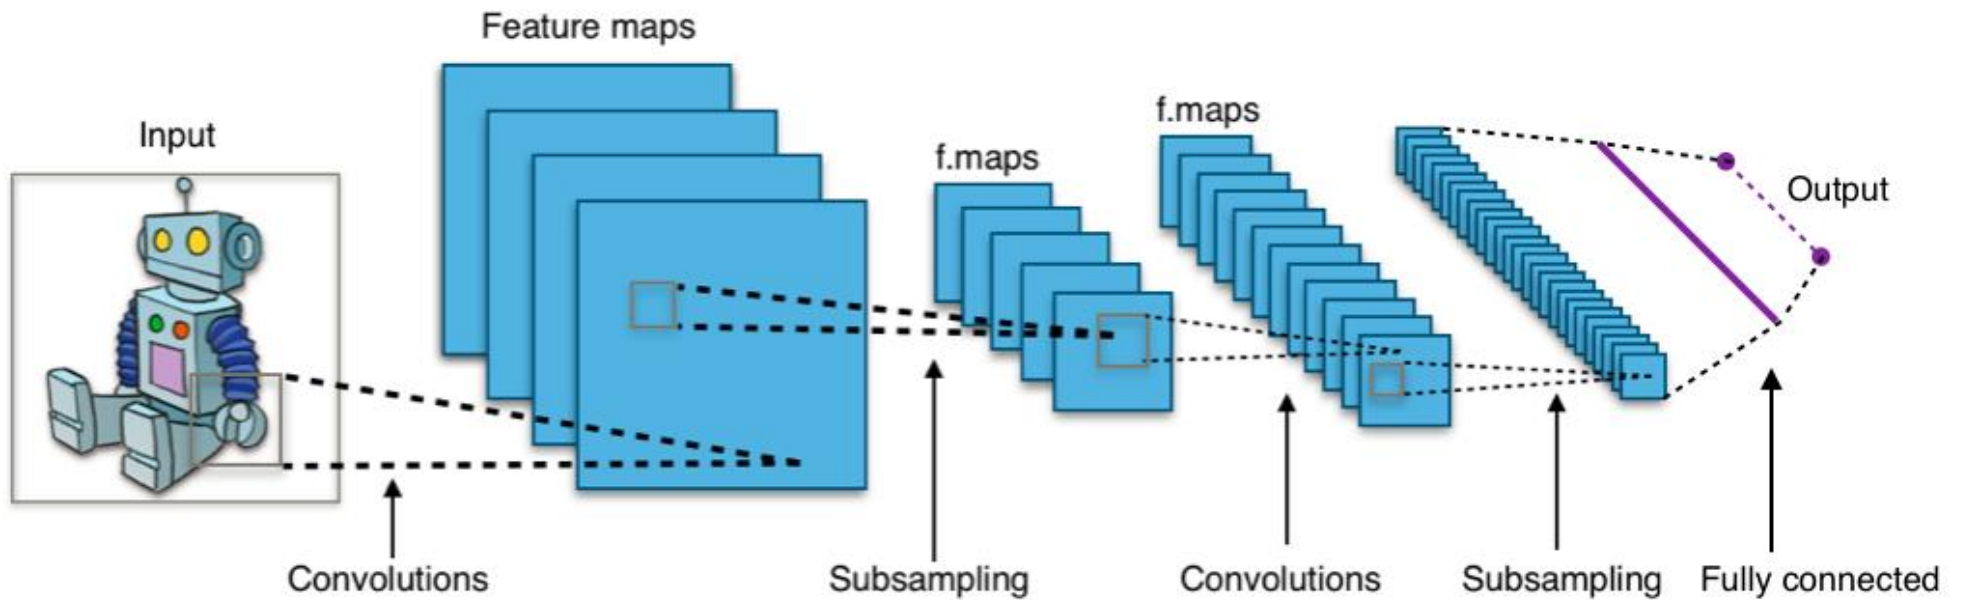 Feature maps
Input
f.maps
f.maps
Output
Convolutions
Subsampling
Convolutions
Subsampling
Fully connected